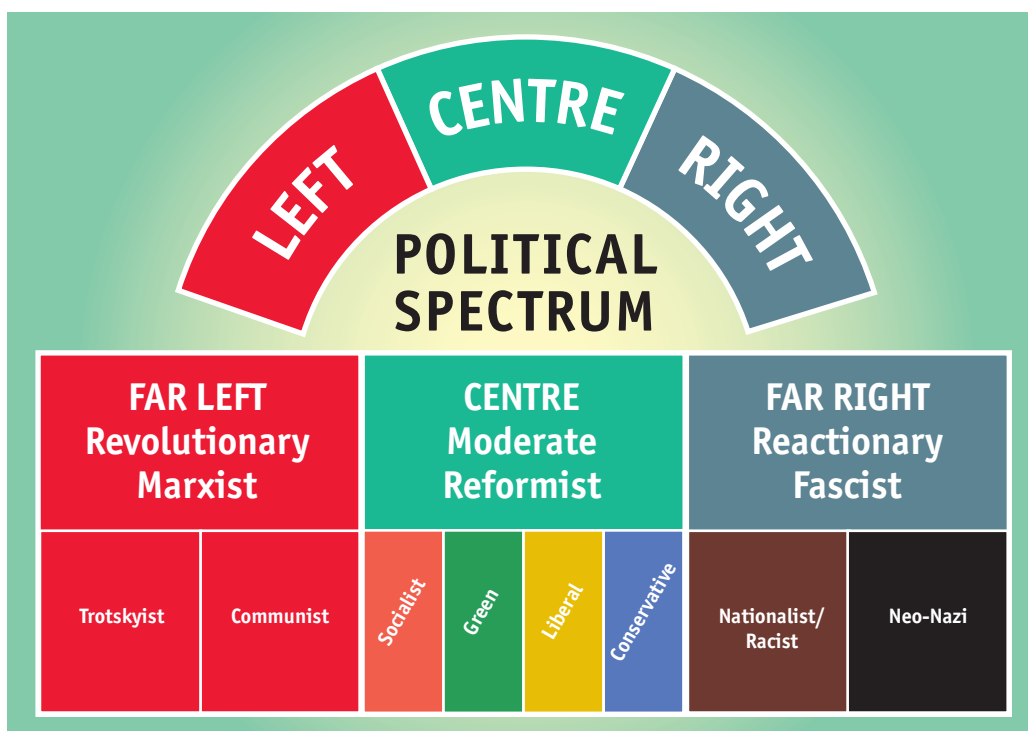 LEFT
CENTRE
RIGHT
POLITICAL
SPECTRUM
FAR LEFT
Revolutionary
Marxist
CENTRE
Moderate
Reformist
FAR RIGHT
Reactionary
Fascist
Trotskyist
Communist
Socialist
Green
Liberal
Conservative
Nationalist/
Racist
Neo-Nazi